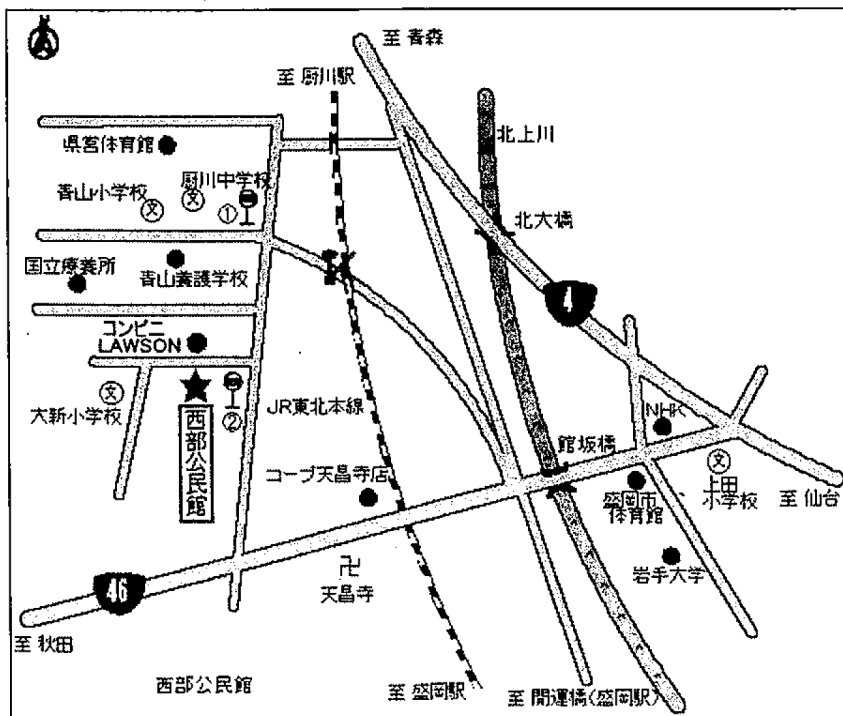 至 青森
至 厨川駅
北上川
県営体育館
厨川中学校
青山小学校
文
文
①
北大橋
国立療養所
青山養護学校
4
コンビニ
LAWSON
文
大新小学校
②
西部公民館
JR東北本線
NHK
館坂橋
コープ天昌寺店
盛岡市
体育館
文
上田
小学校
至 仙台
46
卍
天昌寺
岩手大学
至 秋田
西部公民館
至 盛岡駅
至 開運橋(盛岡駅)